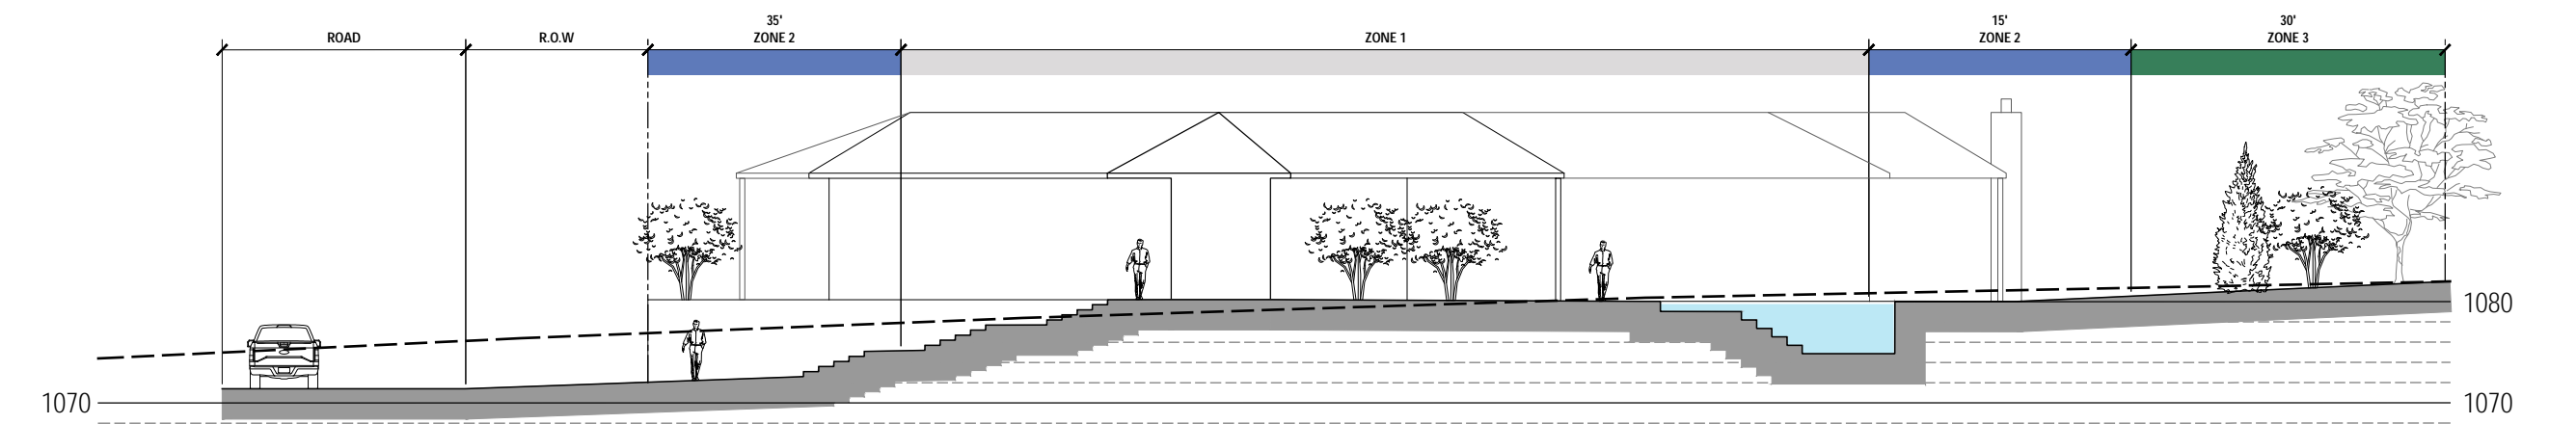 35'
15'
30'
ROAD
R.O.W
ZONE 2
ZONE 1
ZONE 2
ZONE 3
1080
1070
1070